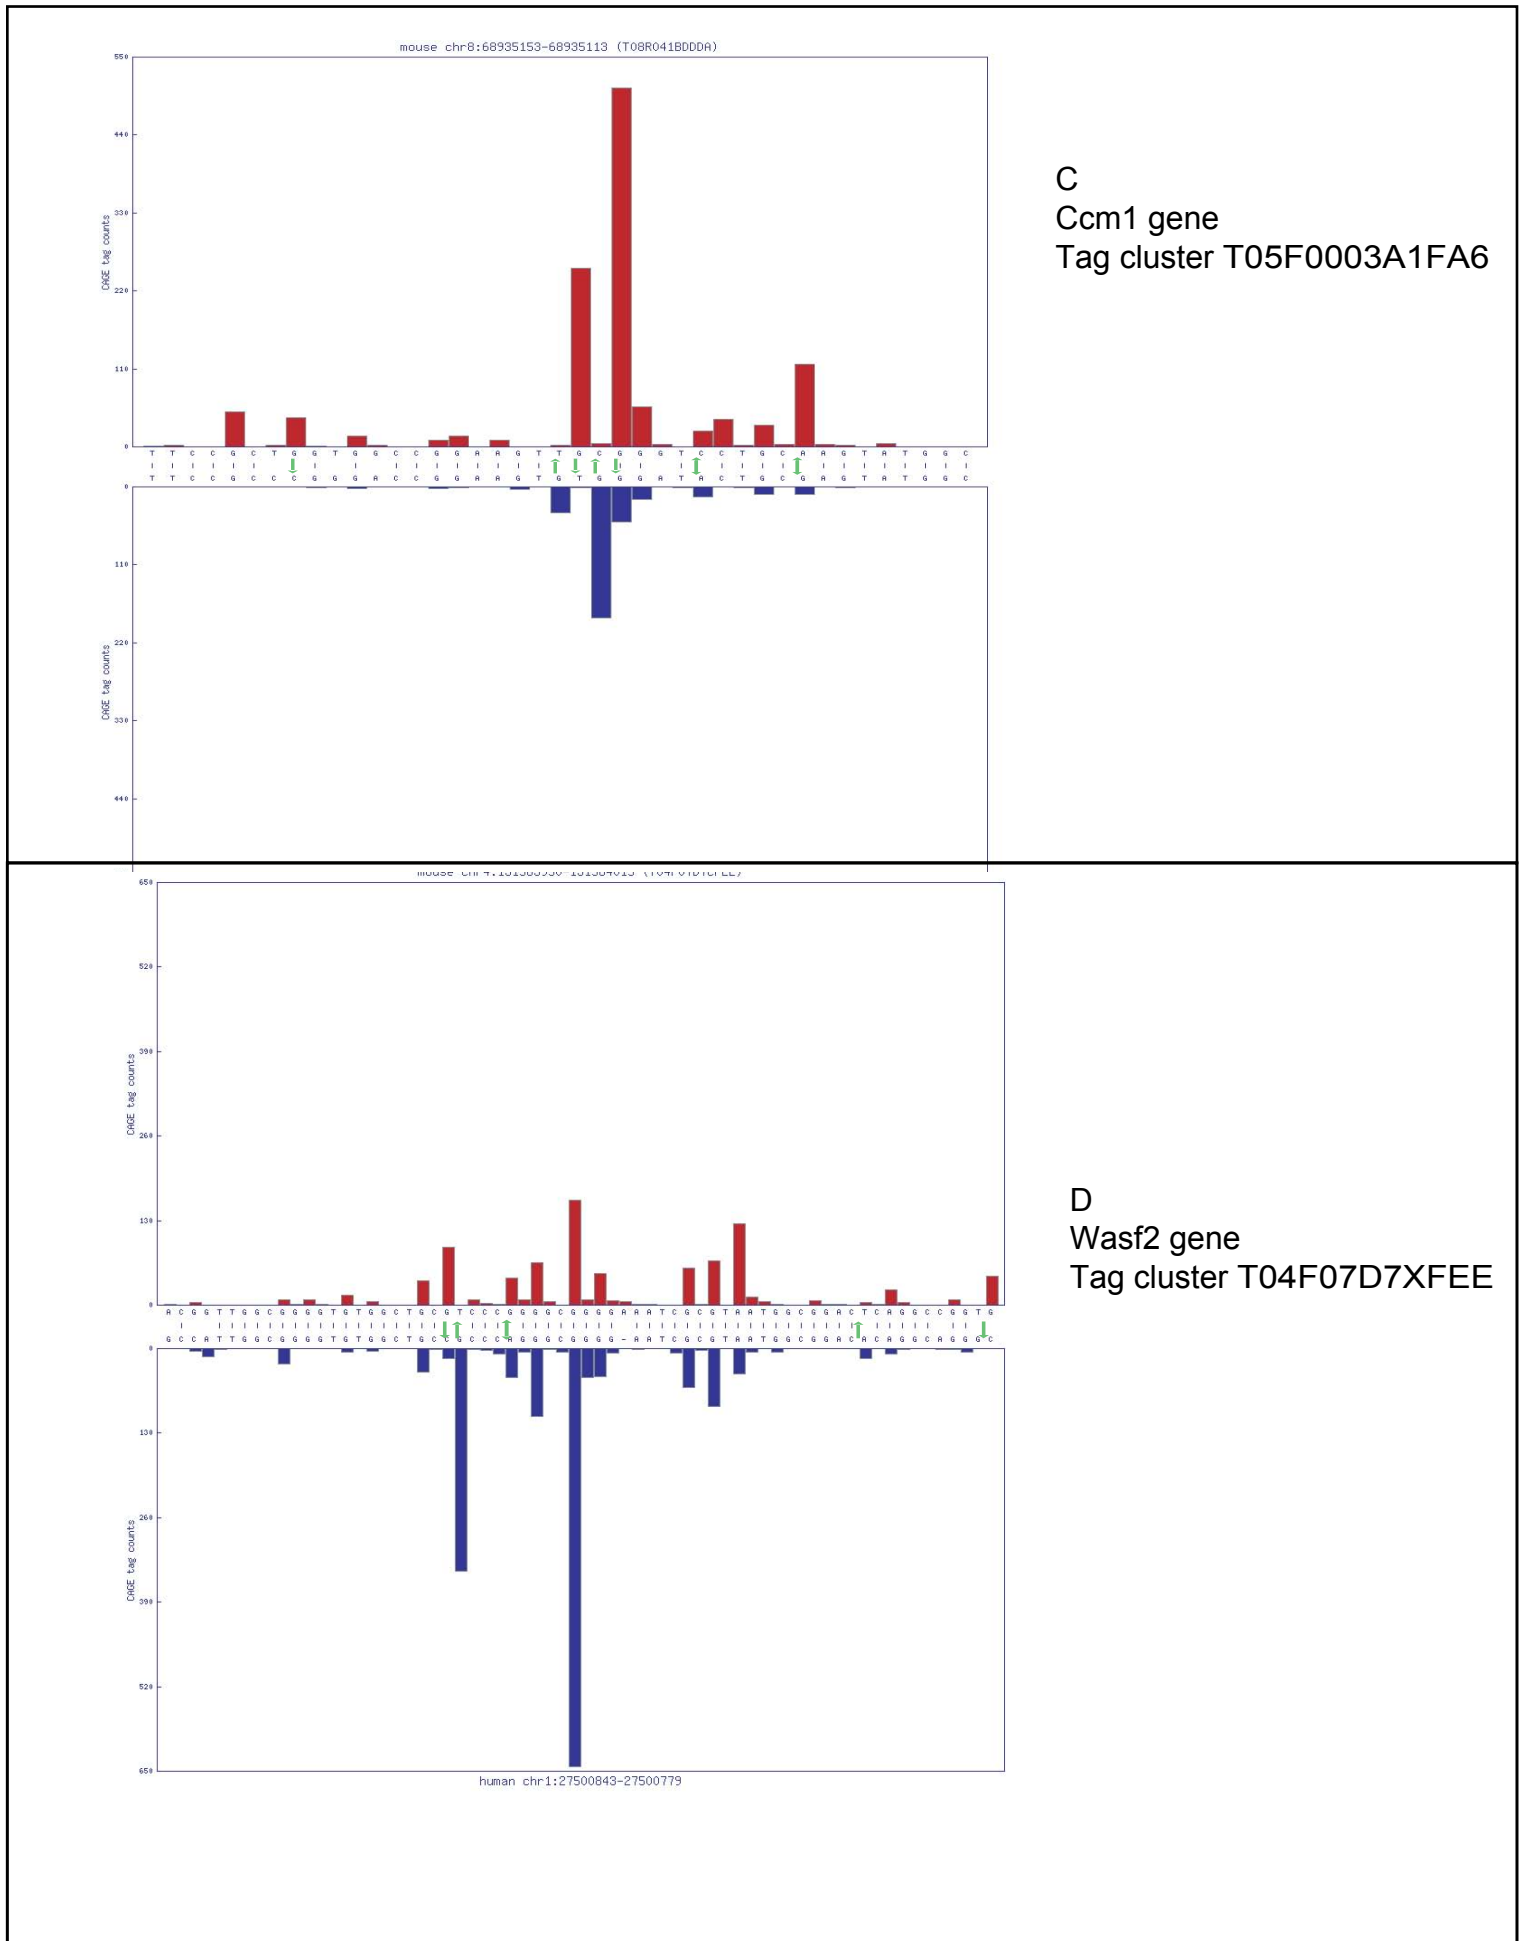 mouse chr8:68935153-68935113 (T08R041BDDDA)
550
440
330
220
110
0
CAGE tag counts
T T C C G C T G G T G G C C G G A A G T T G C G G G T C C T G C A A G T A T G G C
T T C C G C C C G G G A C C G G A A G T G T G G G A T A C T G C G G A G T A T G G C
0
110
220
330
440
CAGE tag counts
C
Ccm1 gene
Tag cluster T05F0003A1FA6
650
520
390
260
130
0
CAGE tag counts
A C G G T T G G C G G G G T G T G G C T G C G T C C C G G G C G G G G A A A T C G C G T A A T G G C G G A C T C A G G C C G G T G
G C C A T T G G C G G G G T G T G G C T G C C G C C C A G G G C G G G G - A A T C G C G T A A T G G C G G A C A C A G G C A G G G C
0
130
260
390
520
650
CAGE tag counts
human chr1:27500843-27500779
D
Wasf2 gene
Tag cluster T04F07D7XFEE